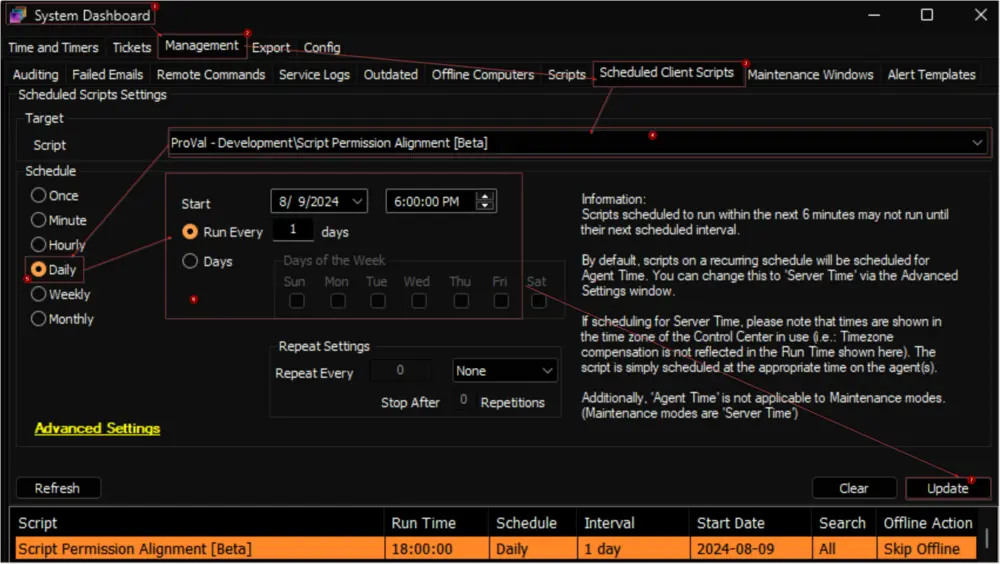 System Dashboard 1
Time and Timers Tickets Management 2 Export Config
Auditing Failed Emails Remote Commands Service Logs Outdated Offline Computers Scripts Scheduled Client Scripts 3 Maintenance Windows Alert Templates
Scheduled Scripts Settings
Target
Script ProVal - Development\Script Permission Alignment [Beta]
Schedule
Once
Minute
Hourly
Daily
Weekly
Monthly
Start 8/ 9/2024 6:00:00 PM
Run Every 1 days
Days
Days of the Week
Sun Mon Tue Wed Thu Fri Sat
Repeat Settings
Repeat Every 0 None
Stop After 0 Repetitions
Information:
Scripts scheduled to run within the next 6 minutes may not run until
their next scheduled interval.
By default, scripts on a recurring schedule will be scheduled for
Agent Time. You can change this to 'Server Time' via the Advanced
Settings window.
If scheduling for Server Time, please note that times are shown in
the time zone of the Control Center in use (i.e.: Timezone
compensation is not reflected in the Run Time shown here). The
script is simply scheduled at the appropriate time on the agent(s).
Additionally, 'Agent Time' is not applicable to Maintenance modes.
(Maintenance modes are 'Server Time')
Advanced Settings
Refresh Clear Update
Script Run Time Schedule Interval Start Date Search Offline Action
Script Permission Alignment [Beta] 18:00:00 Daily 1 day 2024-08-09 All Skip Offline